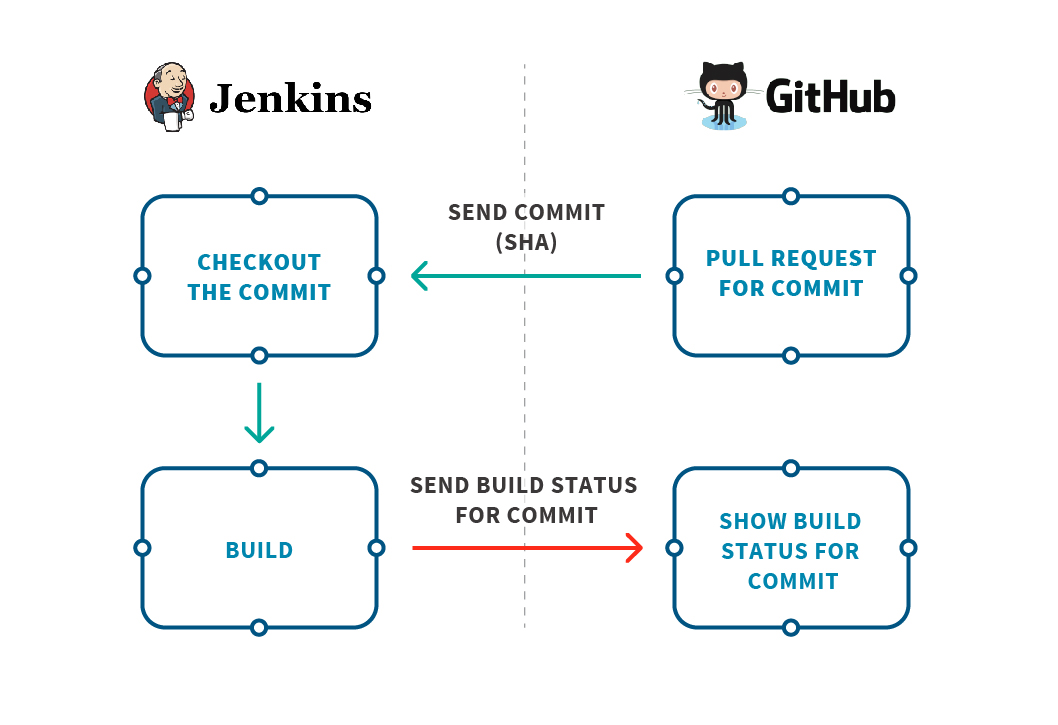 Jenkins
GitHub
SEND COMMIT
(SHA)
CHECKOUT
THE COMMIT
PULL REQUEST
FOR COMMIT
SEND BUILD STATUS
FOR COMMIT
BUILD
SHOW BUILD
STATUS FOR
COMMIT